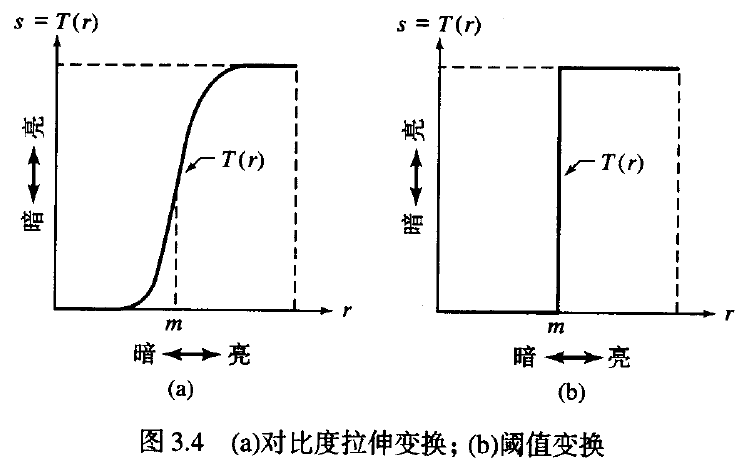 s = T(r)
亮
暗
T(r)
m
r
暗 亮
(a)
s = T(r)
亮
暗
T(r)
m
r
暗 亮
(b)
图 3.4 (a)对比度拉伸变换; (b)阈值变换